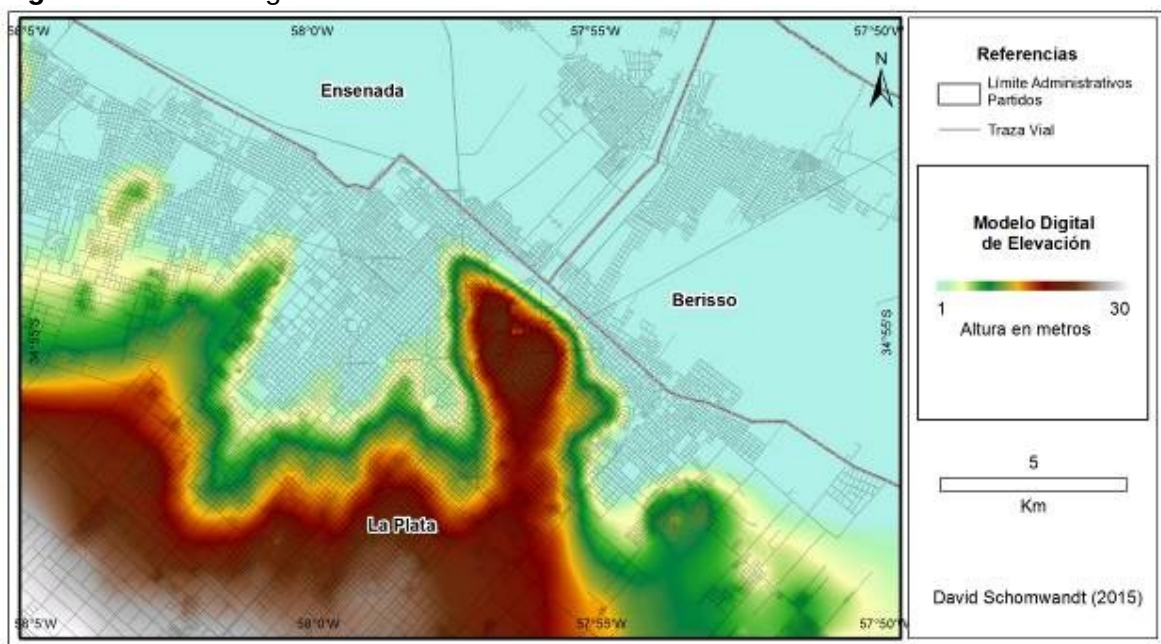 58°5'W 58°0'W 57°55'W 57°50'W
N
Ensenada
Berisso
34°55'S
34°55'S
La Plata
58°5'W 58°0'W 57°55'W 57°50'W
Referencias
Límite Administrativos
Partidos
Traza Vial
Modelo Digital
de Elevación
1 30
Altura en metros
5
Km
David Schomwandt (2015)